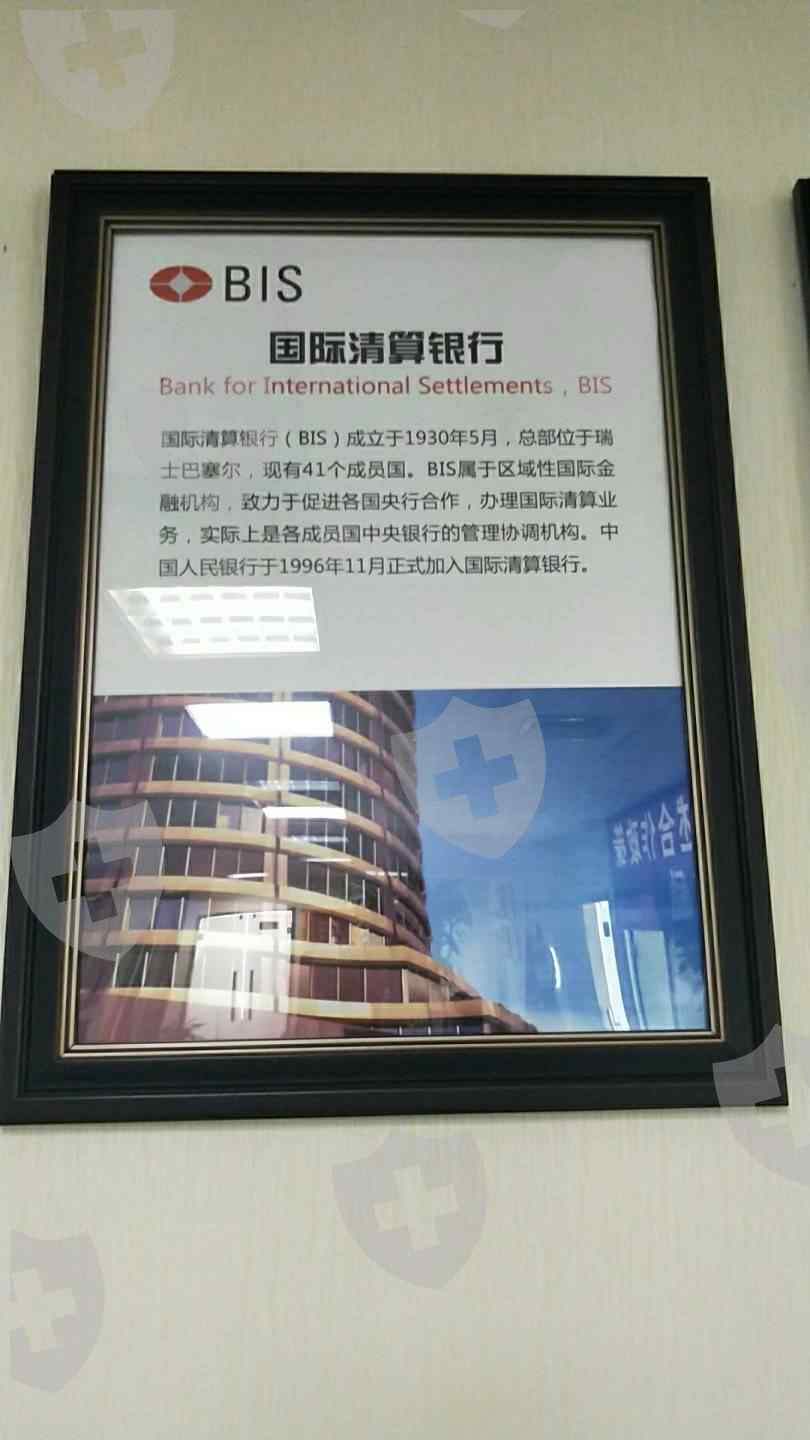 BIS
国际清算银行
Bank for International Settlements，BIS
国际清算银行（BIS）成立于1930年5月，总部位于瑞
士巴塞尔，现有41个成员国。BIS属于区域性国际金
融机构，致力于促进各国央行合作，办理国际清算业
务，实际上是各成员国中央银行的管理协调机构。中
国人民银行于1996年11月正式加入国际清算银行。
合作